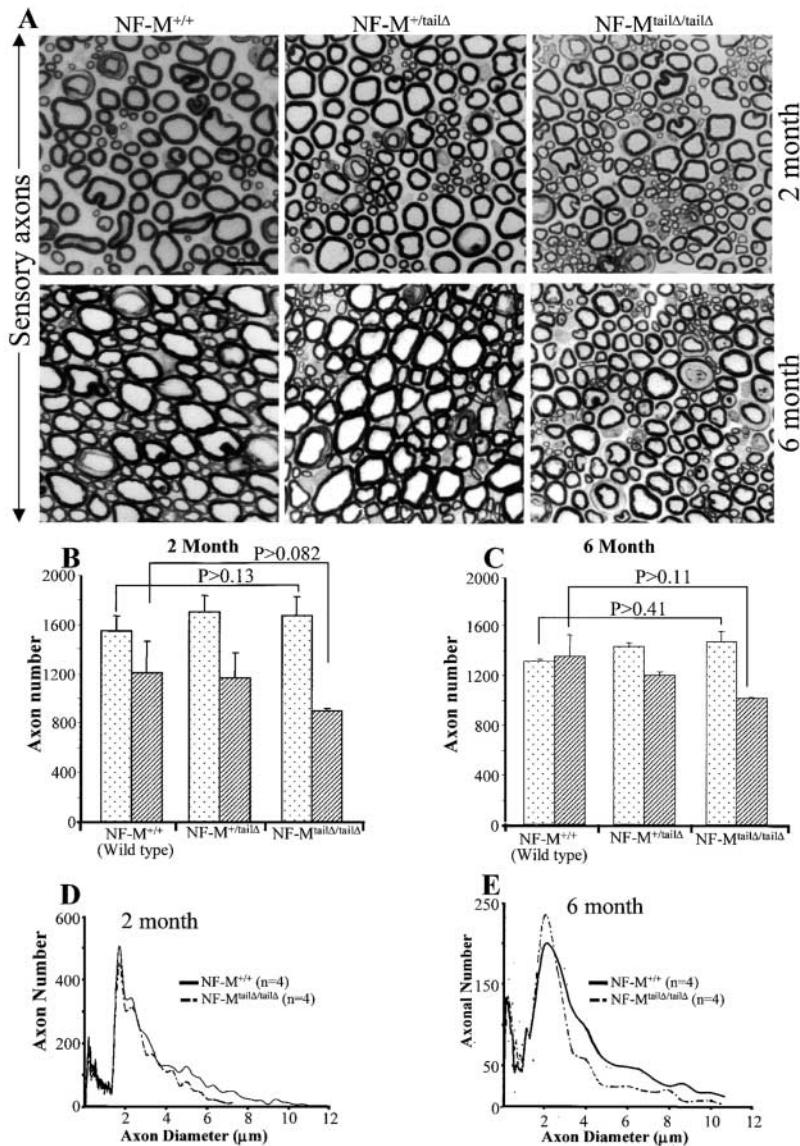 A
NF-M+/+ NF-M+/tailΔ NF-MtailΔ/tailΔ
Sensory axons
2 month
6 month
B 2 Month
P>0.082
P>0.13
Axon number
2000
1600
1200
800
400
0
NF-M+/+ NF-M+/tailΔ NF-MtailΔ/tailΔ
(Wild type)
C 6 Month
P>0.11
P>0.41
Axon number
2000
1600
1200
800
400
0
NF-M+/+ NF-M+/tailΔ NF-MtailΔ/tailΔ
(Wild type)
D
2 month
Axon Number
600
400
200
0
NF-M+/+ (n=4)
NF-MtailΔ/tailΔ (n=4)
2 4 6 8 10 12
Axon Diameter (μm)
E
6 month
Axonal Number
250
150
50
0
NF-M+/+ (n=4)
NF-MtailΔ/tailΔ (n=4)
0 2 4 6 8 10 12
Axon Diameter (μm)